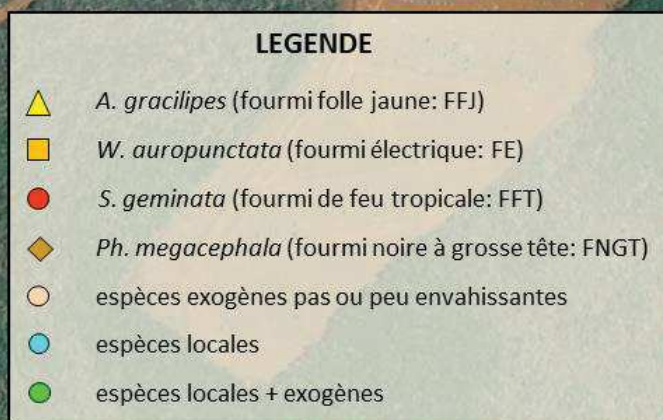 LEGENDE
A. gracilipes (fourmi folle jaune: FFJ)
W. auropunctata (fourmi électrique: FE)
S. geminata (fourmi de feu tropicale: FFT)
Ph. megacephala (fourmi noire à grosse tête: FNGT)
espèces exogènes pas ou peu envahissantes
espèces locales
espèces locales + exogènes